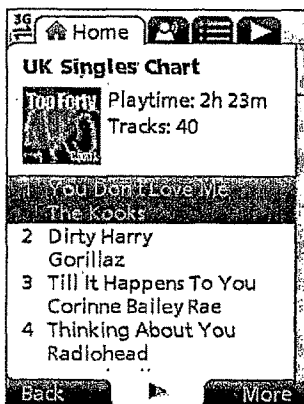 3G
Home
UK Singles Chart
Top Forty
Playtime: 2h 23m
Tracks: 40
1 You Don't Love Me
The Kooks
2 Dirty Harry
Gorillaz
3 Till It Happens To You
Corinne Bailey Rae
4 Thinking About You
Radiohead
Back
More